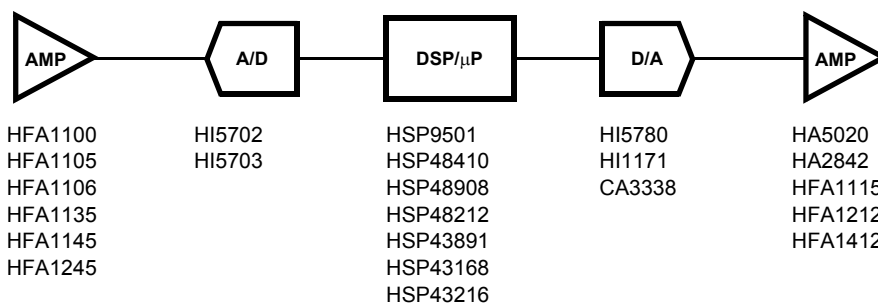 AMP A/D DSP/μP D/A AMP
HFA1100 HI5702 HSP9501 HI5780 HA5020
HFA1105 HI5703 HSP48410 HI1171 HA2842
HFA1106 HSP48908 CA3338 HFA1115
HFA1135 HSP48212 HFA1212
HFA1145 HSP43891 HFA1412
HFA1245 HSP43168
HSP43216